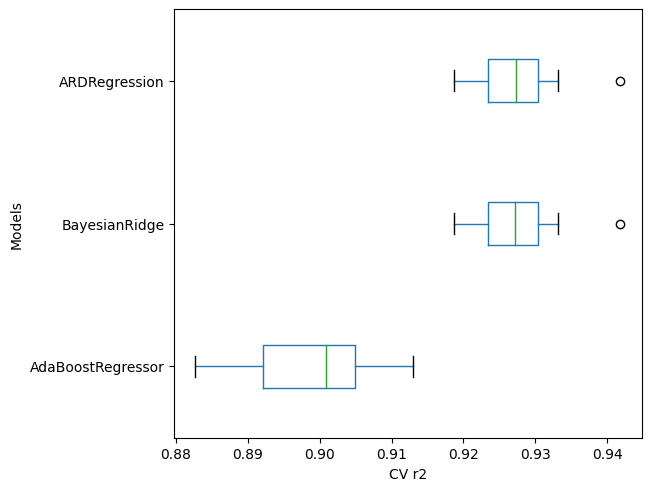 ARDRegression
BayesianRidge
AdaBoostRegressor
Models
0.88 0.89 0.90 0.91 0.92 0.93 0.94
CV r2